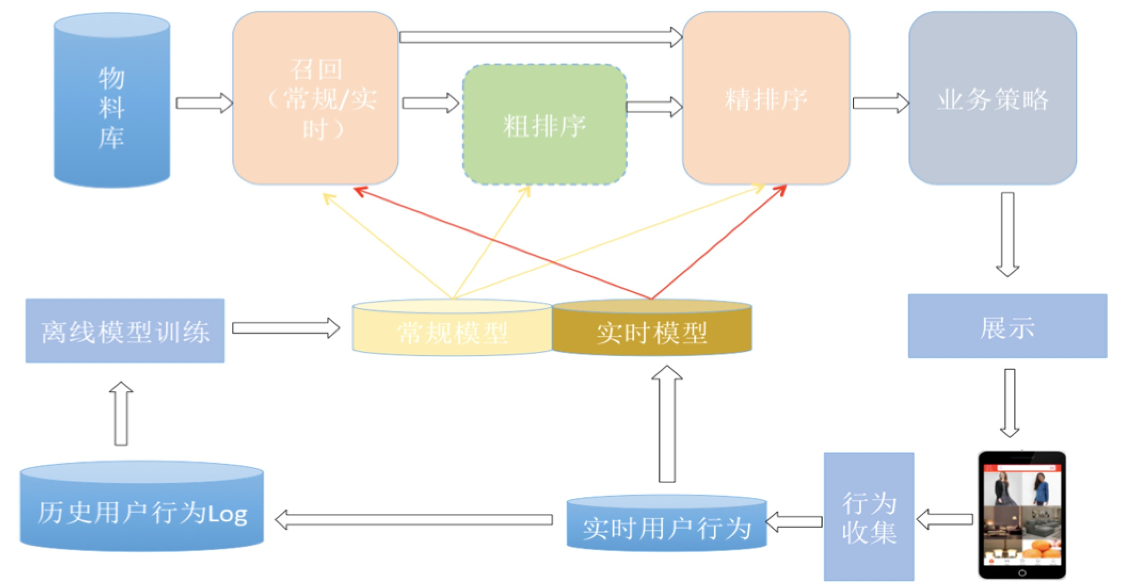 物
料
库
召回
（常规/实
时）
粗排序
精排序
业务策略
离线模型训练
常规模型
实时模型
展示
历史用户行为Log
实时用户行为
行为
收集